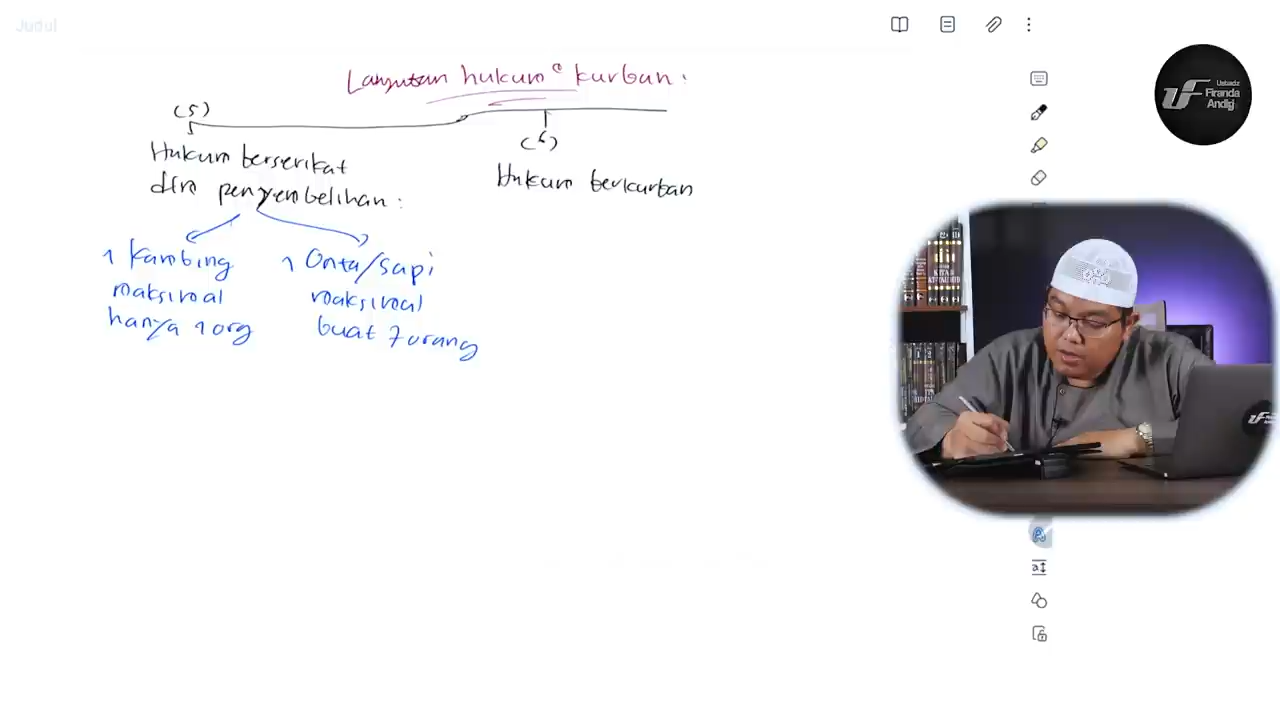 Judul
Lanjutan hukum² kurban :
(5)
Hukum berserikat
dlm penyembelihan :
1 kambing
maksimal
hanya 1 org
1 Onta/sapi
maksimal
buat 7 orang
(6)
Hukum berkurban
Ustadz
Firanda
Andirja